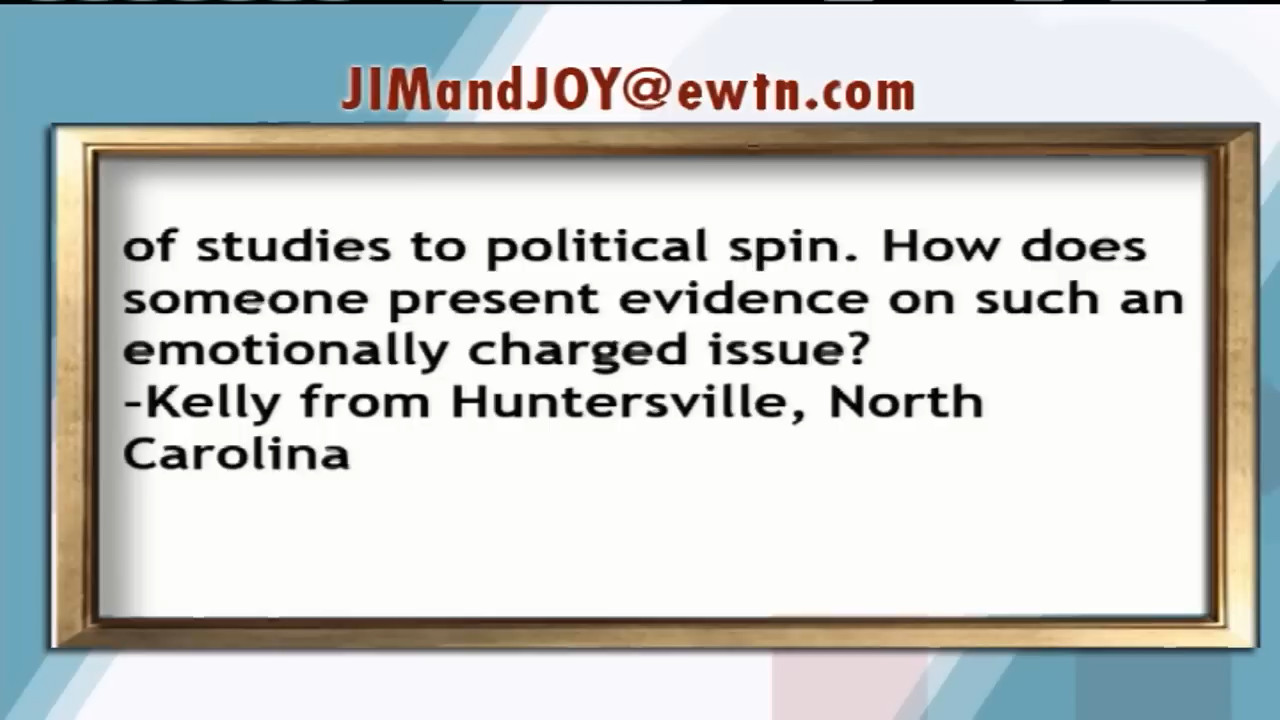 JIMandJOY@ewtn.com
of studies to political spin. How does
someone present evidence on such an
emotionally charged issue?
-Kelly from Huntersville, North
Carolina